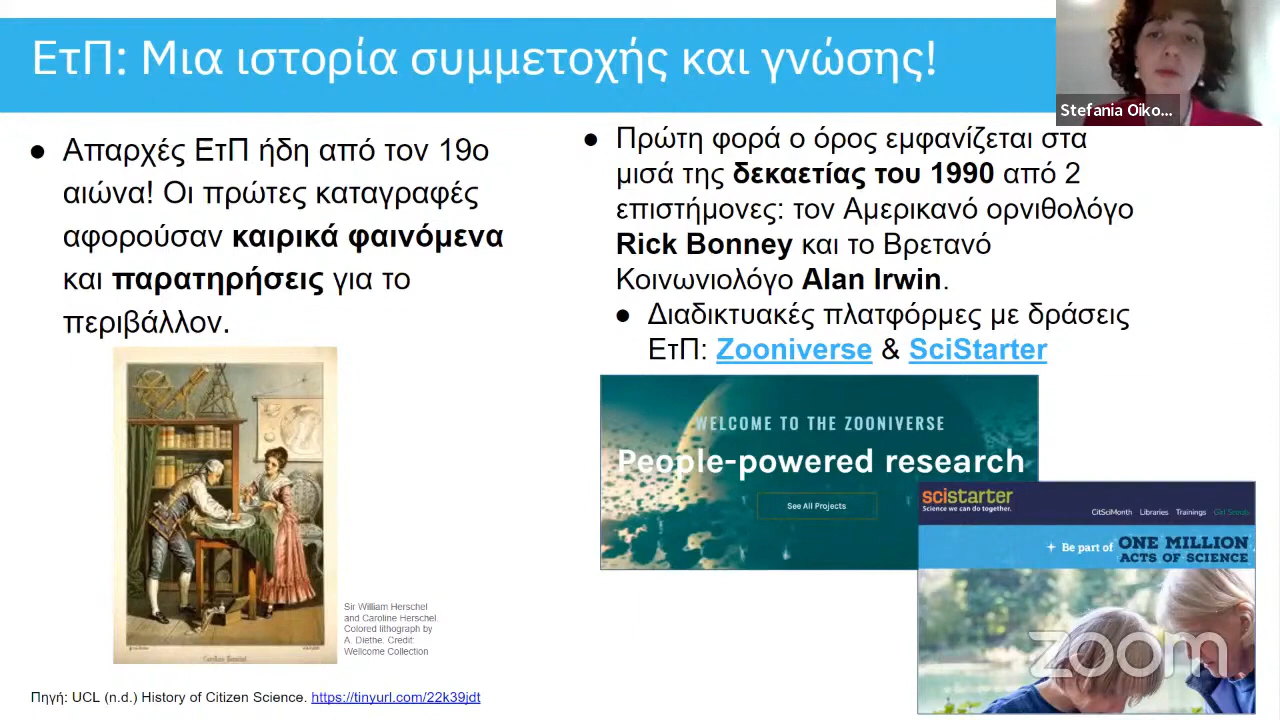 ΕτΠ: Μια ιστορία συμμετοχής και γνώσης!
Stefania Oiko...
● Απαρχές ΕτΠ ήδη από τον 19ο
αιώνα! Οι πρώτες καταγραφές
αφορούσαν καιρικά φαινόμενα
και παρατηρήσεις για το
περιβάλλον.
Sir William Herschel
and Caroline Herschel.
Colored lithograph by
A. Diethe. Credit:
Wellcome Collection
Πηγή: UCL (n.d.) History of Citizen Science. https://tinyurl.com/22k39jdt
● Πρώτη φορά ο όρος εμφανίζεται στα
μισά της δεκαετίας του 1990 από 2
επιστήμονες: τον Αμερικανό ορνιθολόγο
Rick Bonney και το Βρετανό
Κοινωνιολόγο Alan Irwin.
● Διαδικτυακές πλατφόρμες με δράσεις
ΕτΠ: Zooniverse & SciStarter
WELCOME TO THE ZOONIVERSE
People-powered research
See All Projects
scistarter
Science we can do together.
CitSciMonth Libraries Trainings Girl Scouts
Be part of ONE MILLION
ACTS OF SCIENCE
zoom